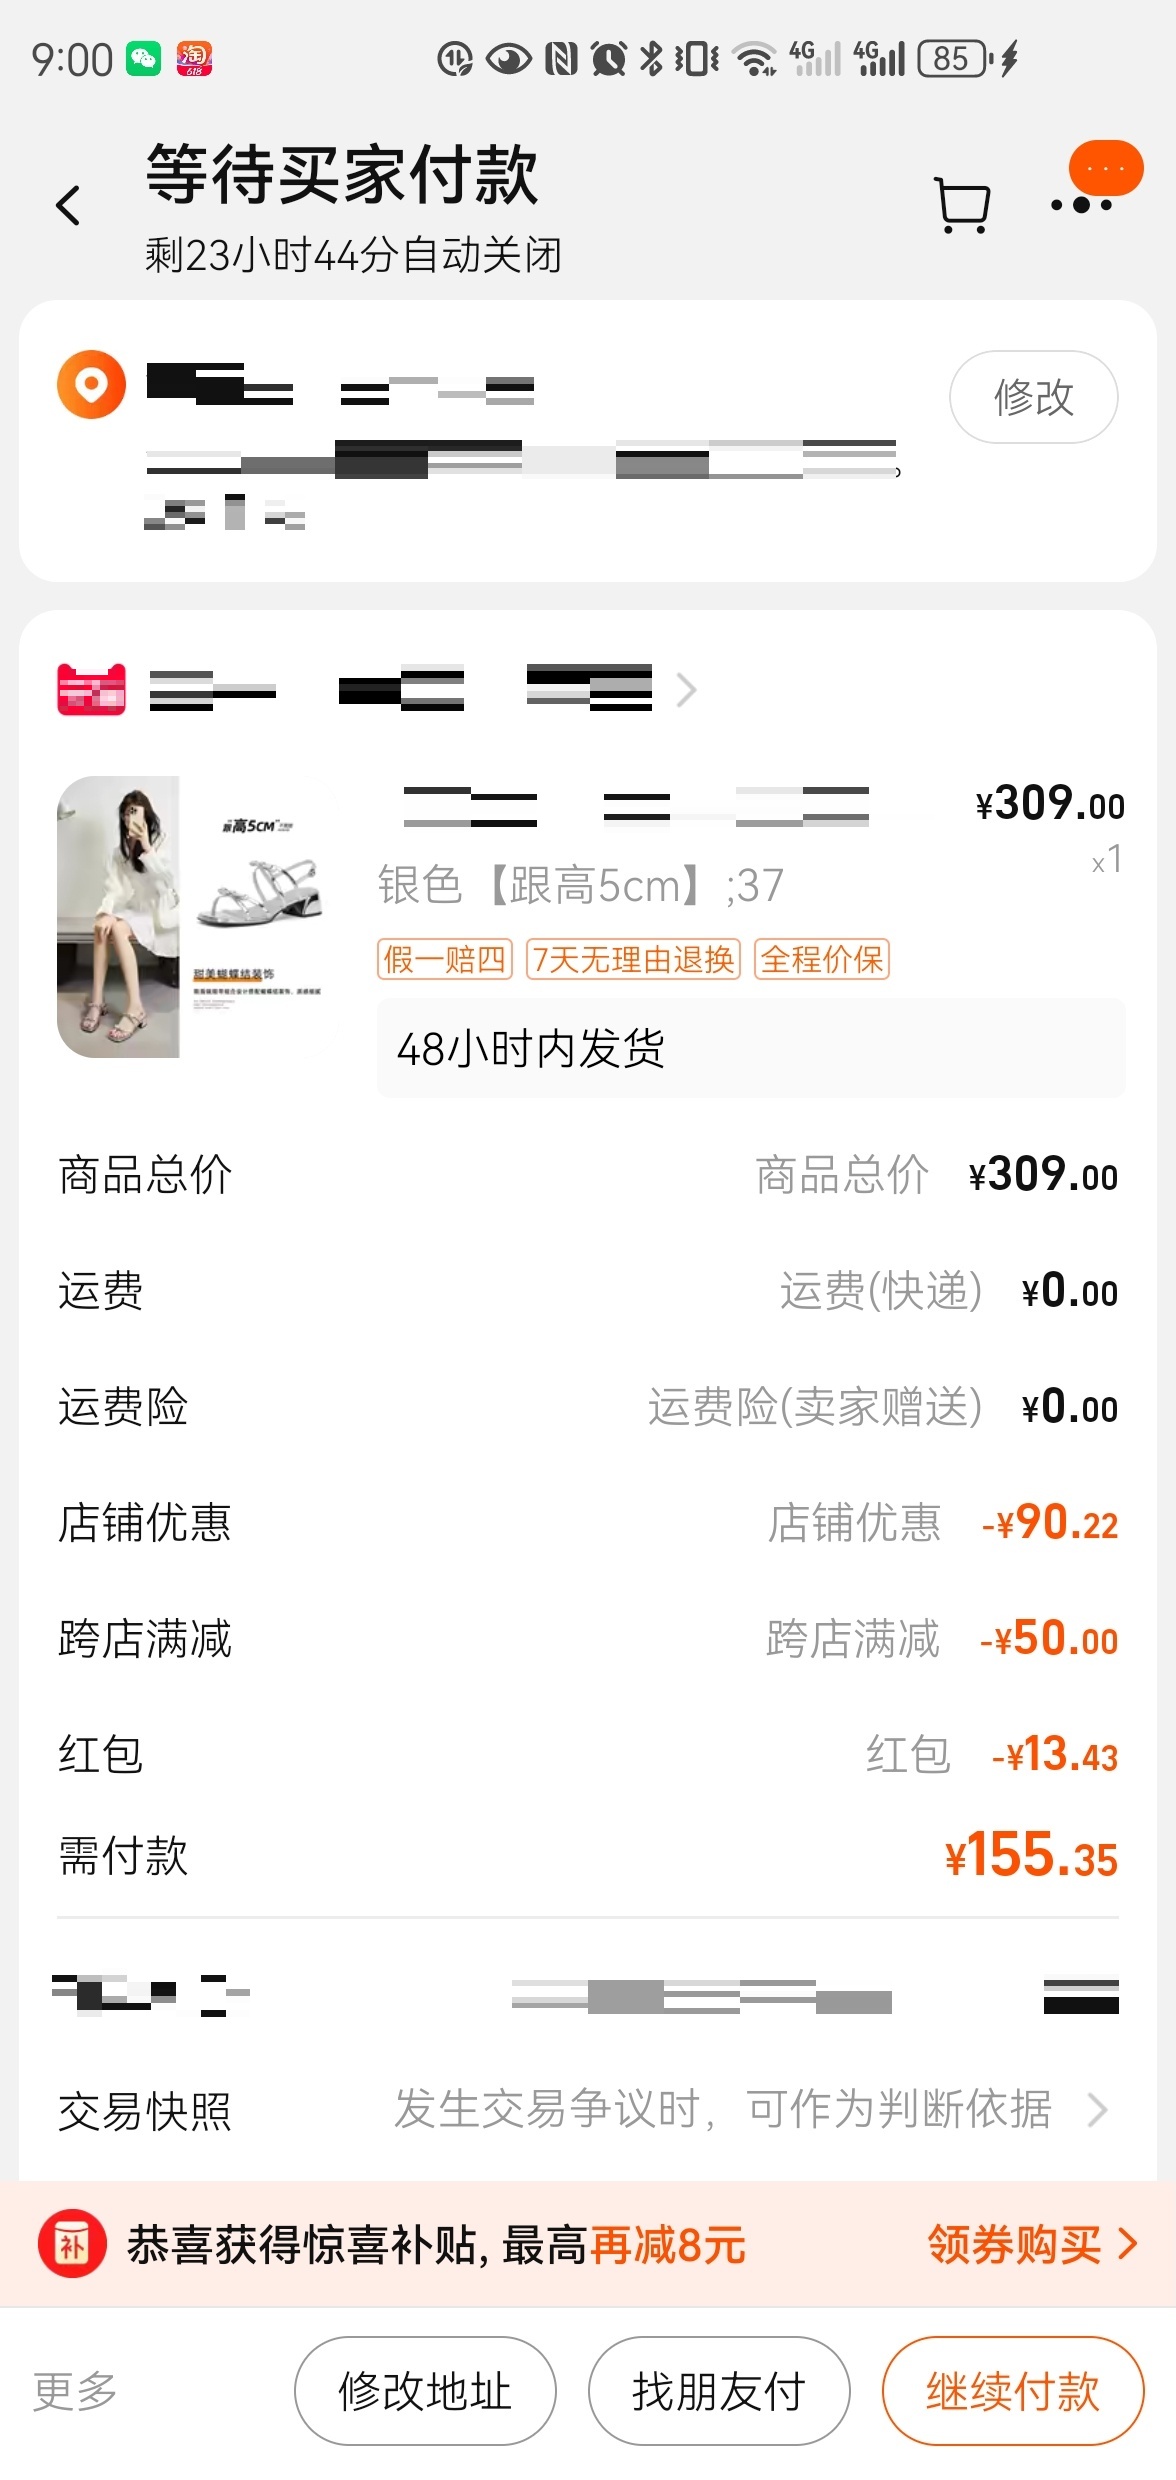 9:00
淘
618
4G
4G
85
等待买家付款
剩23小时44分自动关闭
修改
¥309.00
x1
跟高5CM
银色【跟高5cm】;37
假一赔四 7天无理由退换 全程价保
甜美蝴蝶结装饰
48小时内发货
商品总价 商品总价 ¥309.00
运费 运费(快递) ¥0.00
运费险 运费险(卖家赠送) ¥0.00
店铺优惠 店铺优惠 -¥90.22
跨店满减 跨店满减 -¥50.00
红包 红包 -¥13.43
需付款 ¥155.35
交易快照 发生交易争议时，可作为判断依据
补 恭喜获得惊喜补贴, 最高再减8元 领券购买
更多 修改地址 找朋友付 继续付款